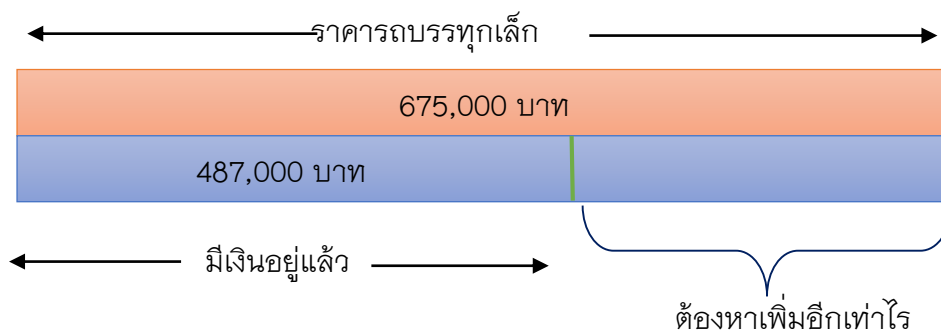 ราคารถบรรทุกเล็ก
675,000 บาท
487,000 บาท
มีเงินอยู่แล้ว
ต้องหาเพิ่มอีกเท่าไร